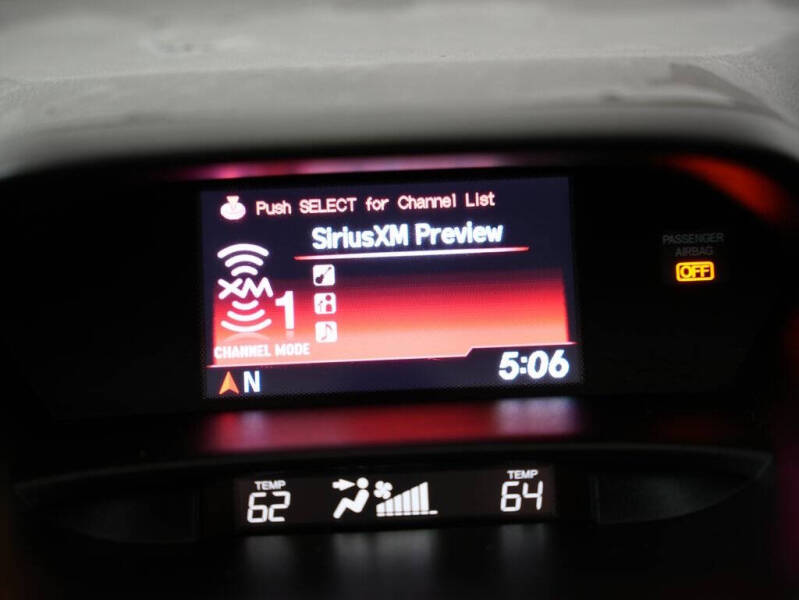 Push SELECT for Channel List
SiriusXM Preview
XM
1
CHANNEL MODE
N
5:06
PASSENGER
AIRBAG
OFF
TEMP
62
TEMP
64